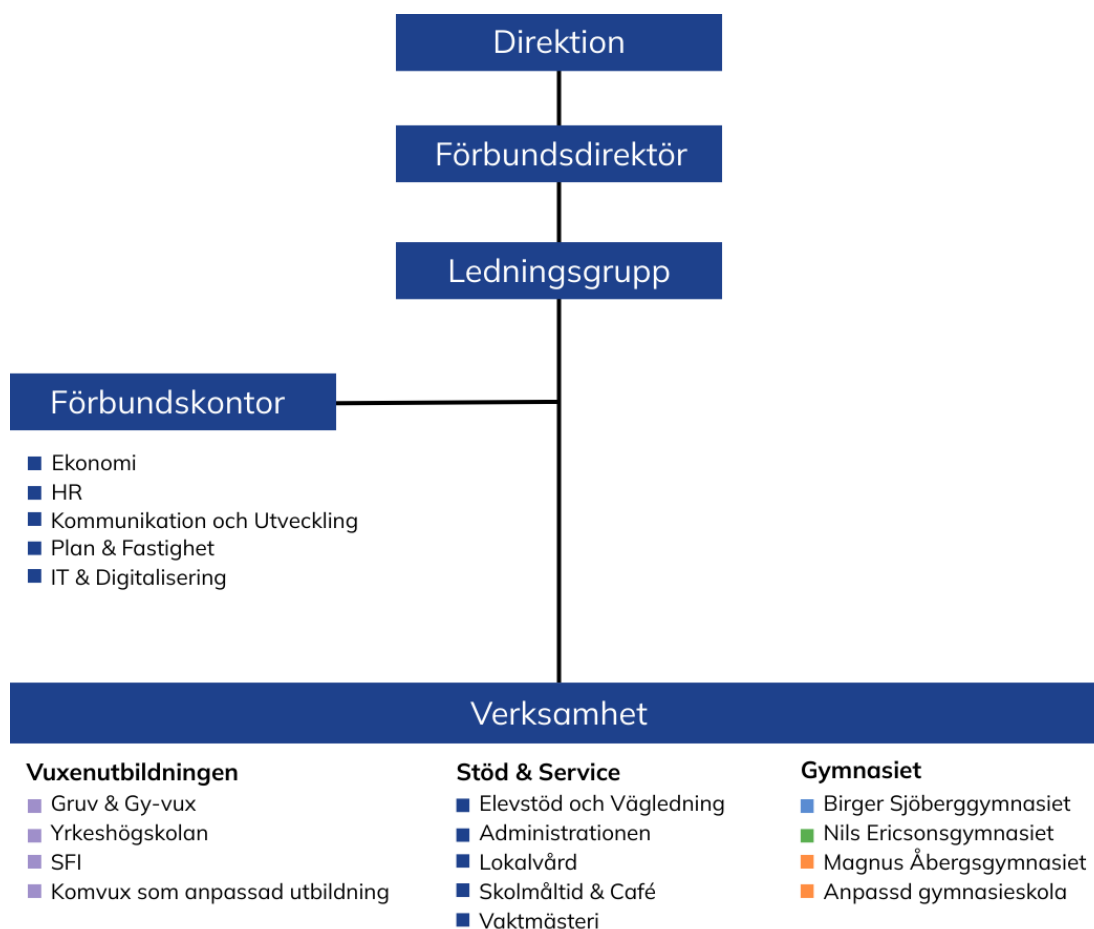 Direktion
Förbundsdirektör
Ledningsgrupp
Förbundskontor
Ekonomi
HR
Kommunikation och Utveckling
Plan & Fastighet
IT & Digitalisering
Verksamhet
Vuxenutbildningen
Gruv & Gy-vux
Yrkeshögskolan
SFI
Komvux som anpassad utbildning
Stöd & Service
Elevstöd och Vägledning
Administrationen
Lokalvård
Skolmåltid & Café
Vaktmästeri
Gymnasiet
Birger Sjöberggymnasiet
Nils Ericsonsgymnasiet
Magnus Åbergsgymnasiet
Anpassd gymnasieskola